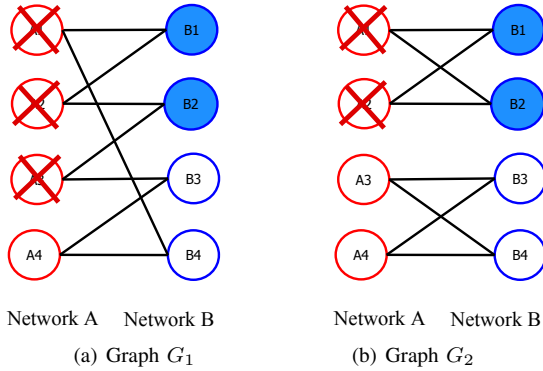 B1 B1
B2 B2
A3 B3
B3
A4 B4 A4 B4
Network A Network B Network A Network B
(a) Graph G1 (b) Graph G2